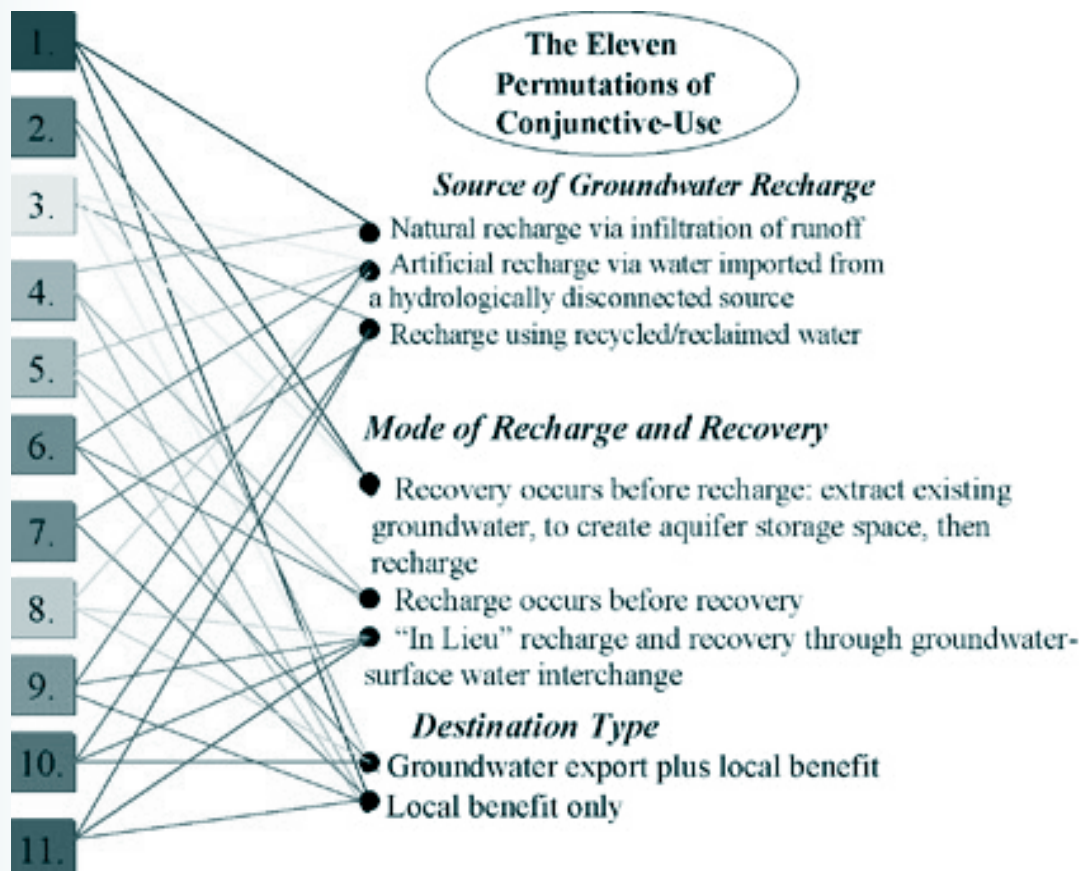 1.
2.
3.
4.
5.
6.
7.
8.
9.
10.
11.
The Eleven
Permutations of
Conjunctive-Use
Source of Groundwater Recharge
Natural recharge via infiltration of runoff
Artificial recharge via water imported from
a hydrologically disconnected source
Recharge using recycled/reclaimed water
Mode of Recharge and Recovery
Recovery occurs before recharge: extract existing
groundwater, to create aquifer storage space, then
recharge
Recharge occurs before recovery
“In Lieu” recharge and recovery through groundwater-
surface water interchange
Destination Type
Groundwater export plus local benefit
Local benefit only